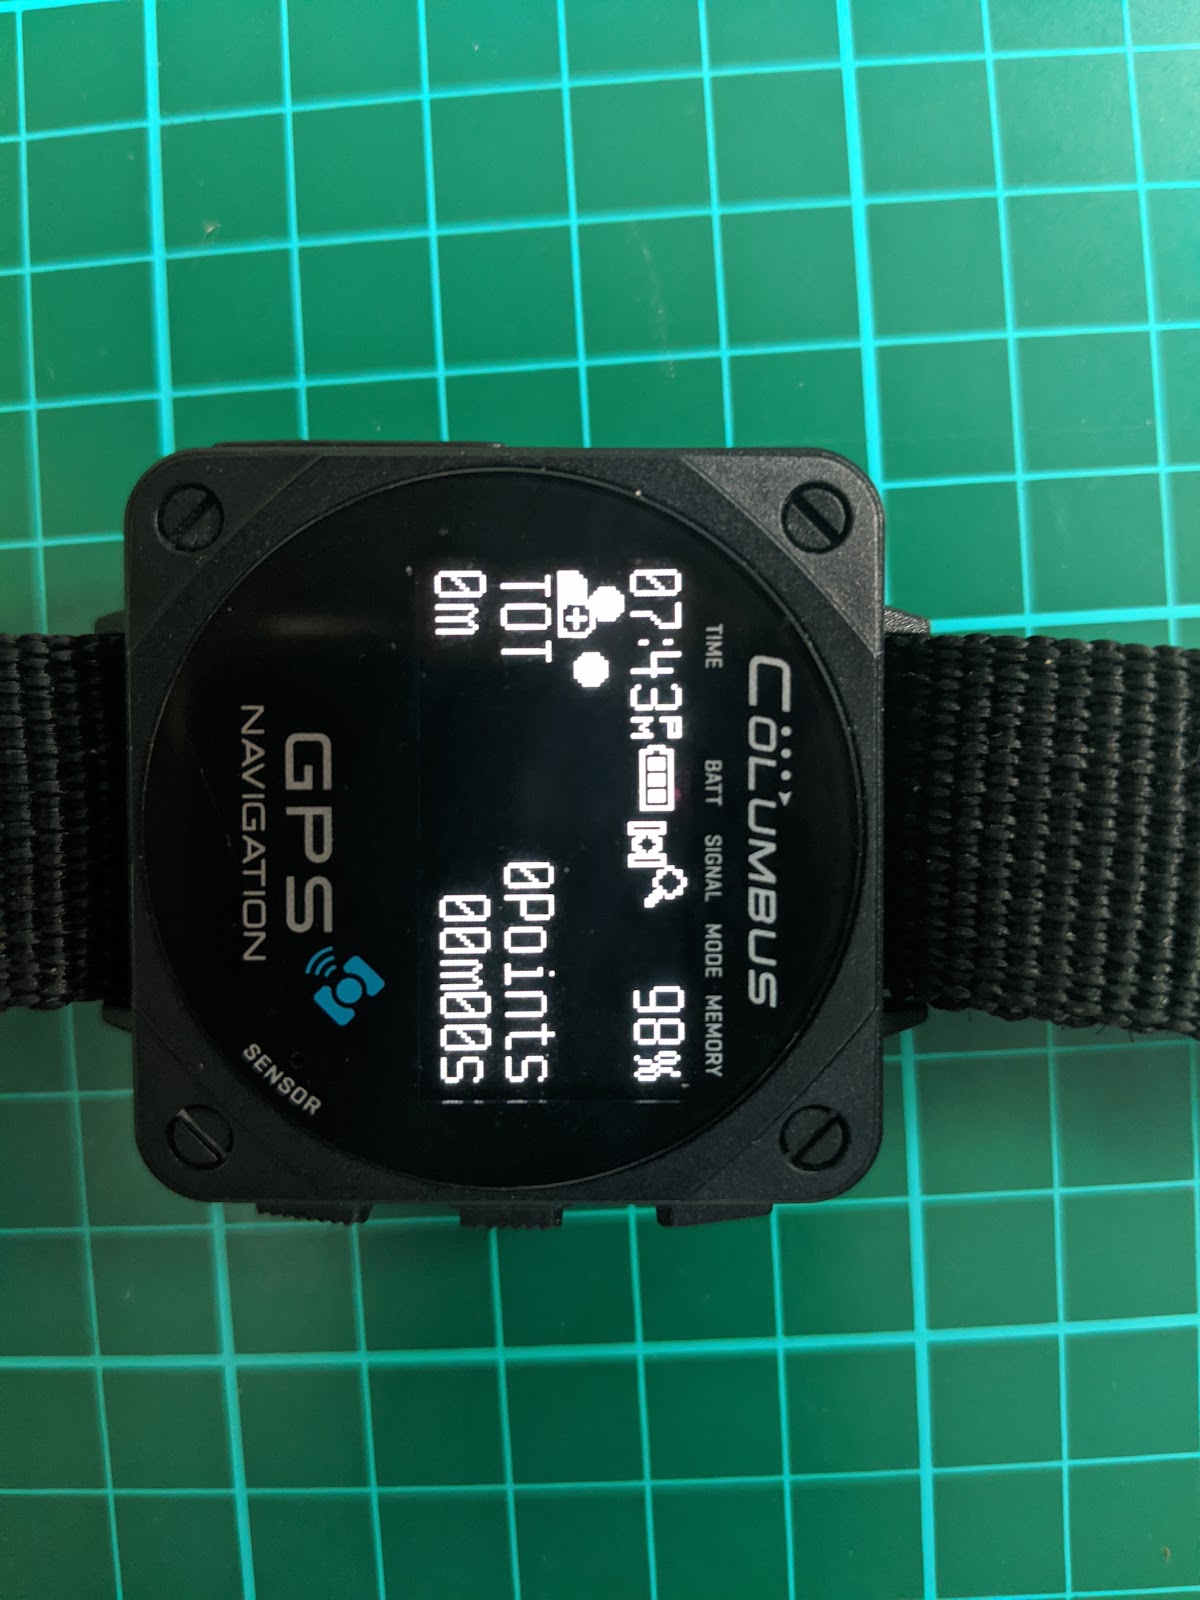 COLUMBUS
TIME BATT SIGNAL MODE MEMORY
07:43PM 98%
TOT 0Points
0M 00m00s
GPS
NAVIGATION
SENSOR